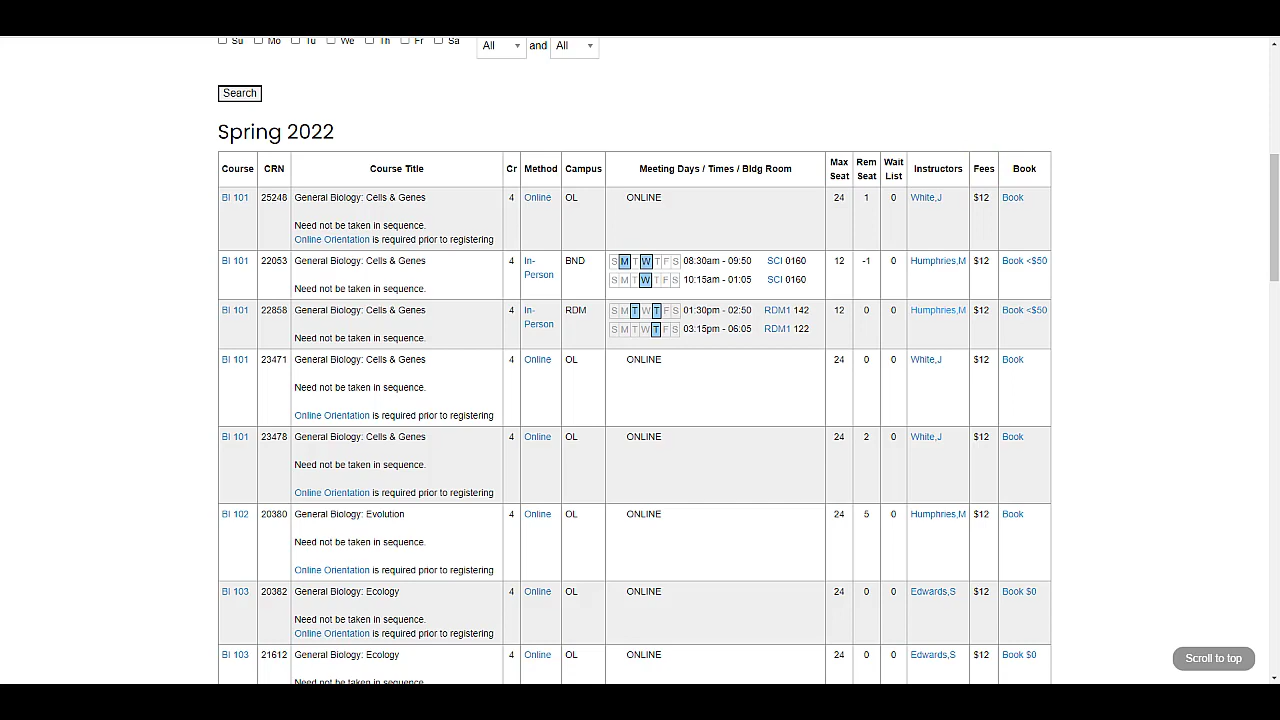 Su Mo Tu We Th Fr Sa All and All
Search
Spring 2022
Course CRN Course Title Cr Method Campus Meeting Days / Times / Bldg Room Max Seat Rem Seat Wait List Instructors Fees Book
BI 101 25248 General Biology: Cells & Genes 4 Online OL ONLINE 24 1 0 White,J $12 Book
Need not be taken in sequence.
Online Orientation is required prior to registering
BI 101 22053 General Biology: Cells & Genes 4 In-Person BND SMTWTFS 08:30am - 09:50 SCI 0160 12 -1 0 Humphries,M $12 Book <$50
SMTWTFS 10:15am - 01:05 SCI 0160
Need not be taken in sequence.
BI 101 22858 General Biology: Cells & Genes 4 In-Person RDM SMTWTFS 01:30pm - 02:50 RDM1 142 12 0 0 Humphries,M $12 Book <$50
SMTWTFS 03:15pm - 06:05 RDM1 122
Need not be taken in sequence.
BI 101 23471 General Biology: Cells & Genes 4 Online OL ONLINE 24 0 0 White,J $12 Book
Need not be taken in sequence.
Online Orientation is required prior to registering
BI 101 23478 General Biology: Cells & Genes 4 Online OL ONLINE 24 2 0 White,J $12 Book
Need not be taken in sequence.
Online Orientation is required prior to registering
BI 102 20380 General Biology: Evolution 4 Online OL ONLINE 24 5 0 Humphries,M $12 Book
Need not be taken in sequence.
Online Orientation is required prior to registering
BI 103 20382 General Biology: Ecology 4 Online OL ONLINE 24 0 0 Edwards,S $12 Book $0
Need not be taken in sequence.
Online Orientation is required prior to registering
BI 103 21612 General Biology: Ecology 4 Online OL ONLINE 24 0 0 Edwards,S $12 Book $0
Need not be taken in sequence.
Scroll to top